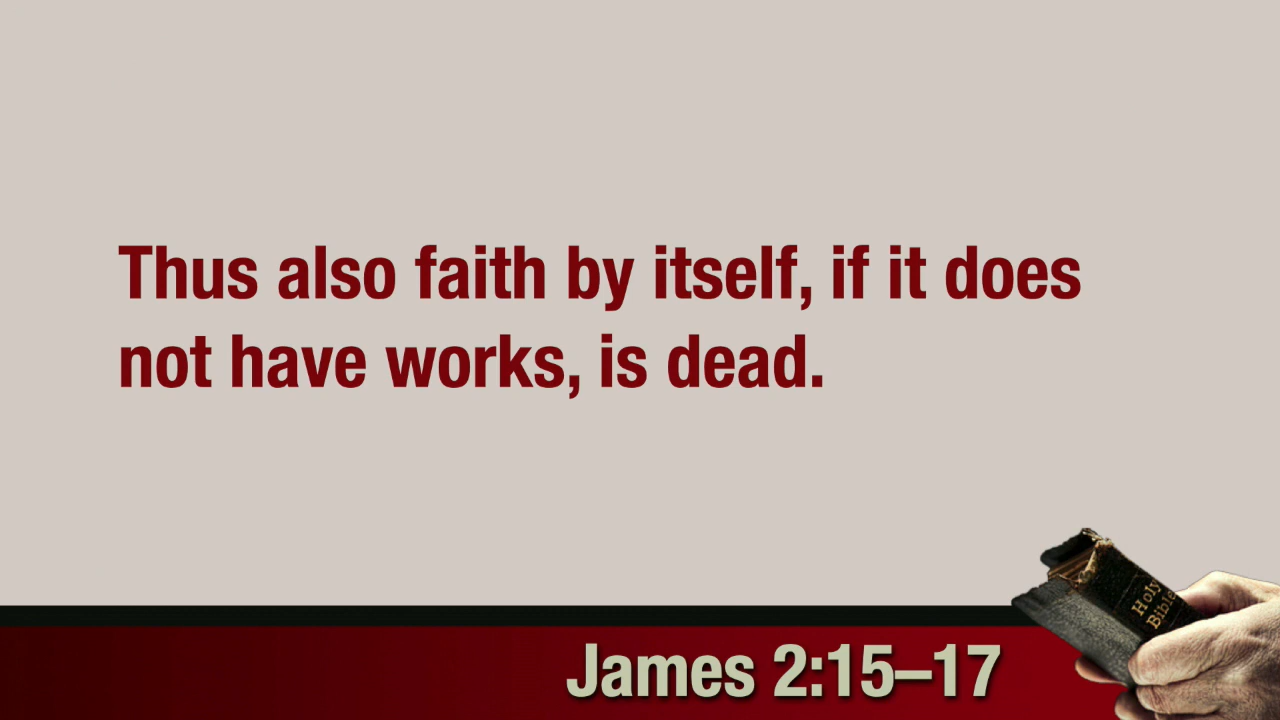 Thus also faith by itself, if it does
not have works, is dead.
Holy
Bible
James 2:15–17